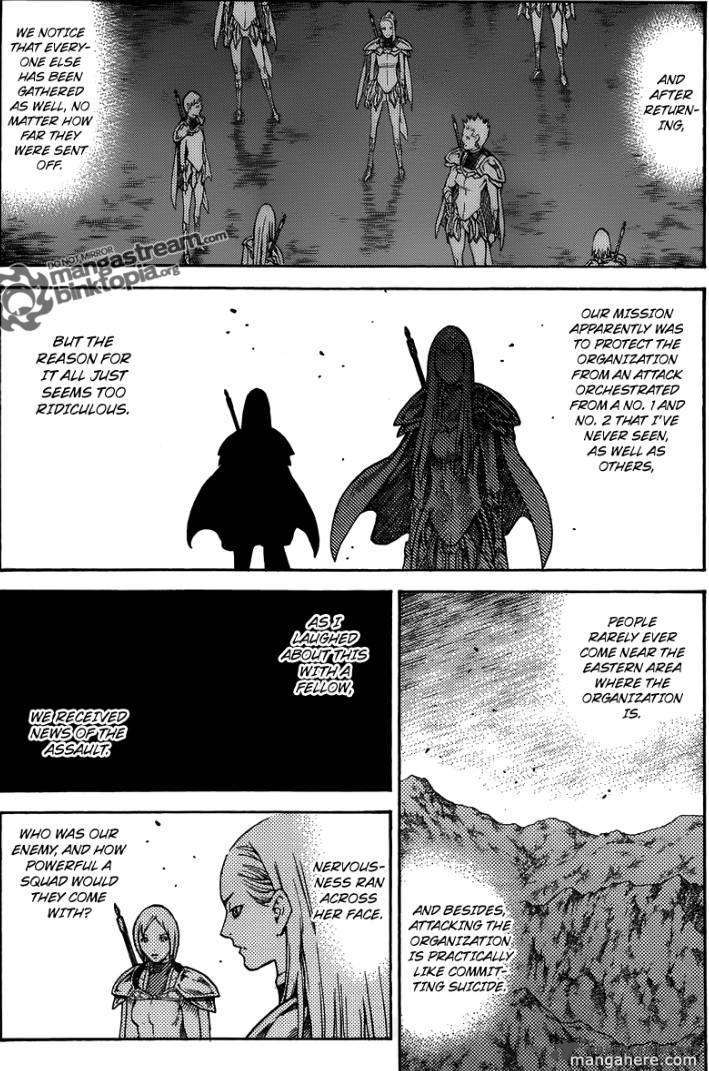 AND
AFTER
RETURN-
ING,
WE NOTICE
THAT EVERY-
ONE ELSE
HAS BEEN
GATHERED
AS WELL, NO
MATTER HOW
FAR THEY
WERE SENT
OFF.
DO NOT MIRROR
mangastream.com
binktopia.org
OUR MISSION
APPARENTLY WAS
TO PROTECT THE
ORGANIZATION
FROM AN ATTACK
ORCHESTRATED
FROM A NO. 1 AND
NO. 2 THAT I'VE
NEVER SEEN,
AS WELL AS
OTHERS,
BUT THE
REASON FOR
IT ALL JUST
SEEMS TOO
RIDICULOUS.
PEOPLE
RARELY EVER
COME NEAR THE
EASTERN AREA
WHERE THE
ORGANIZATION
IS.
AND BESIDES,
ATTACKING THE
ORGANIZATION
IS PRACTICALLY
LIKE COMMIT-
TING SUICIDE.
AS I
LAUGHED
ABOUT THIS
WITH A
FELLOW,
WE RECEIVED
NEWS OF THE
ASSAULT.
NERVOUS-
NESS RAN
ACROSS
HER FACE.
WHO WAS OUR
ENEMY, AND HOW
POWERFUL A
SQUAD WOULD
THEY COME
WITH?
mangahere.com